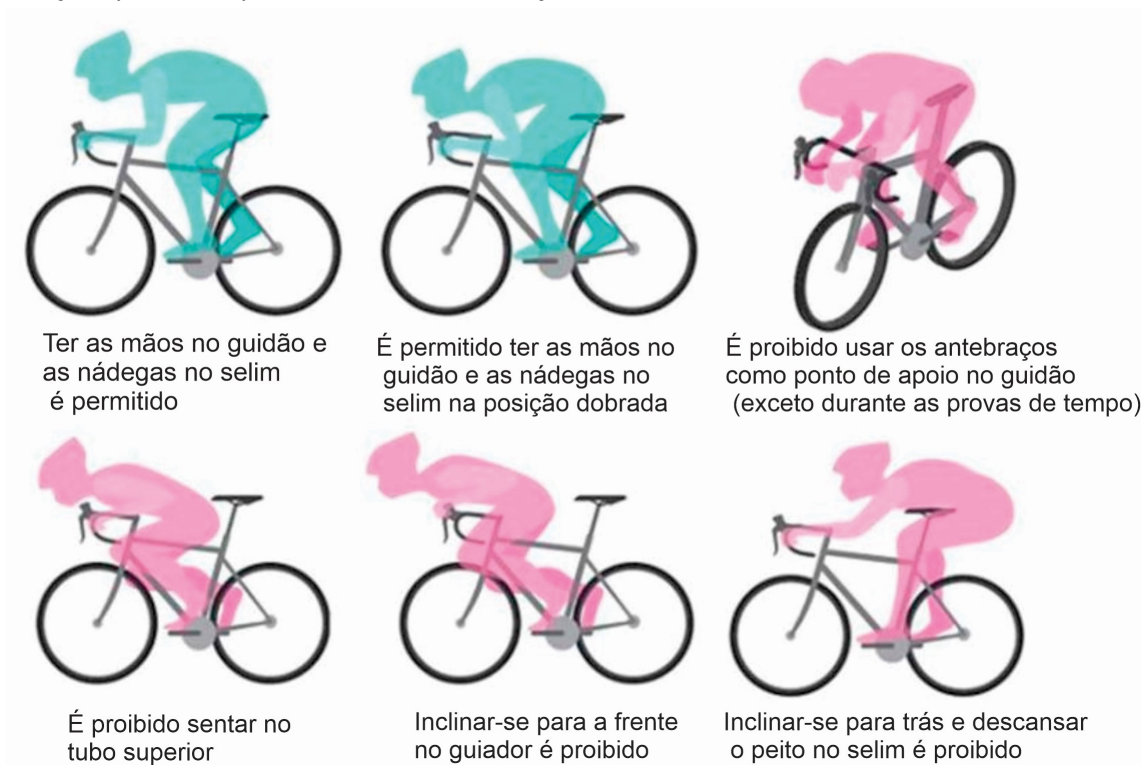 Ter as mãos no guidão e
as nádegas no selim
é permitido
É permitido ter as mãos no
guidão e as nádegas no
selim na posição dobrada
É proibido usar os antebraços
como ponto de apoio no guidão
(exceto durante as provas de tempo)
É proibido sentar no
tubo superior
Inclinar-se para a frente
no guiador é proibido
Inclinar-se para trás e descansar
o peito no selim é proibido